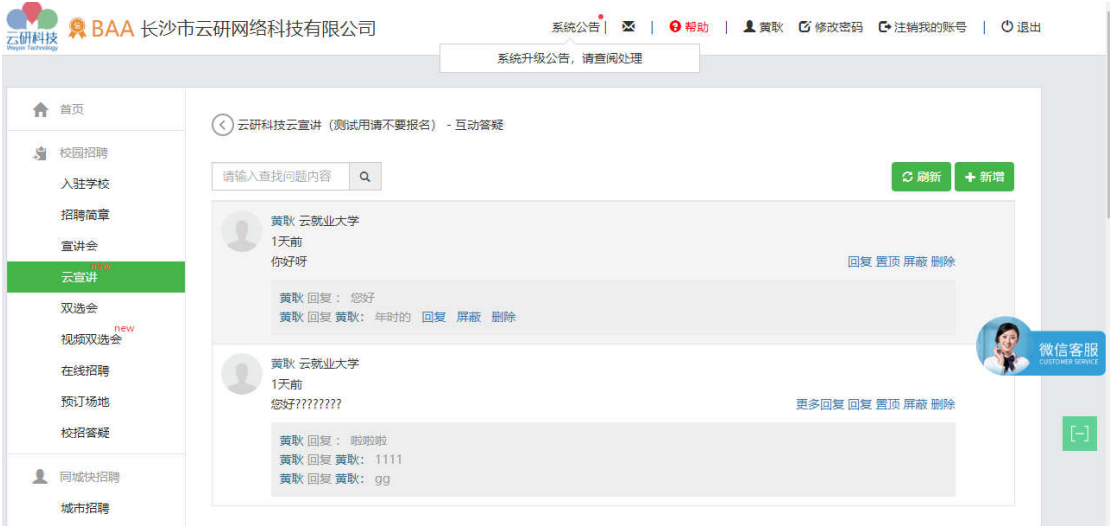 云研科技
Weyon Technology
BAA 长沙市云研网络科技有限公司
系统公告 | | 帮助 | 黄耿 修改密码 注销我的账号 | 退出
系统升级公告，请查阅处理
首页
校园招聘
入驻学校
招聘简章
宣讲会
云宣讲 new
双选会
视频双选会 new
在线招聘
预订场地
校招答疑
同城快招聘
城市招聘
云研科技云宣讲（测试用请不要报名） - 互动答疑
请输入查找问题内容
刷新 新增
黄耿 云就业大学
1天前
你好呀
回复 置顶 屏蔽 删除
黄耿 回复 ： 您好
黄耿 回复 黄耿： 年时的 回复 屏蔽 删除
黄耿 云就业大学
1天前
您好????????
更多回复 回复 置顶 屏蔽 删除
黄耿 回复 ： 啦啦啦
黄耿 回复 黄耿： 1111
黄耿 回复 黄耿： gg
微信客服
CUSTOMER SERVICE